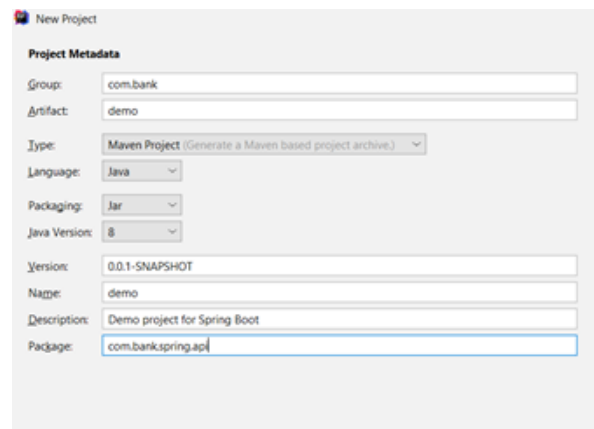 New Project
Project Metadata
Group: com.bank
Artifact: demo
Type: Maven Project (Generate a Maven based project archive.)
Language: Java
Packaging: Jar
Java Version: 8
Version: 0.0.1-SNAPSHOT
Name: demo
Description: Demo project for Spring Boot
Package: com.bank.spring.api